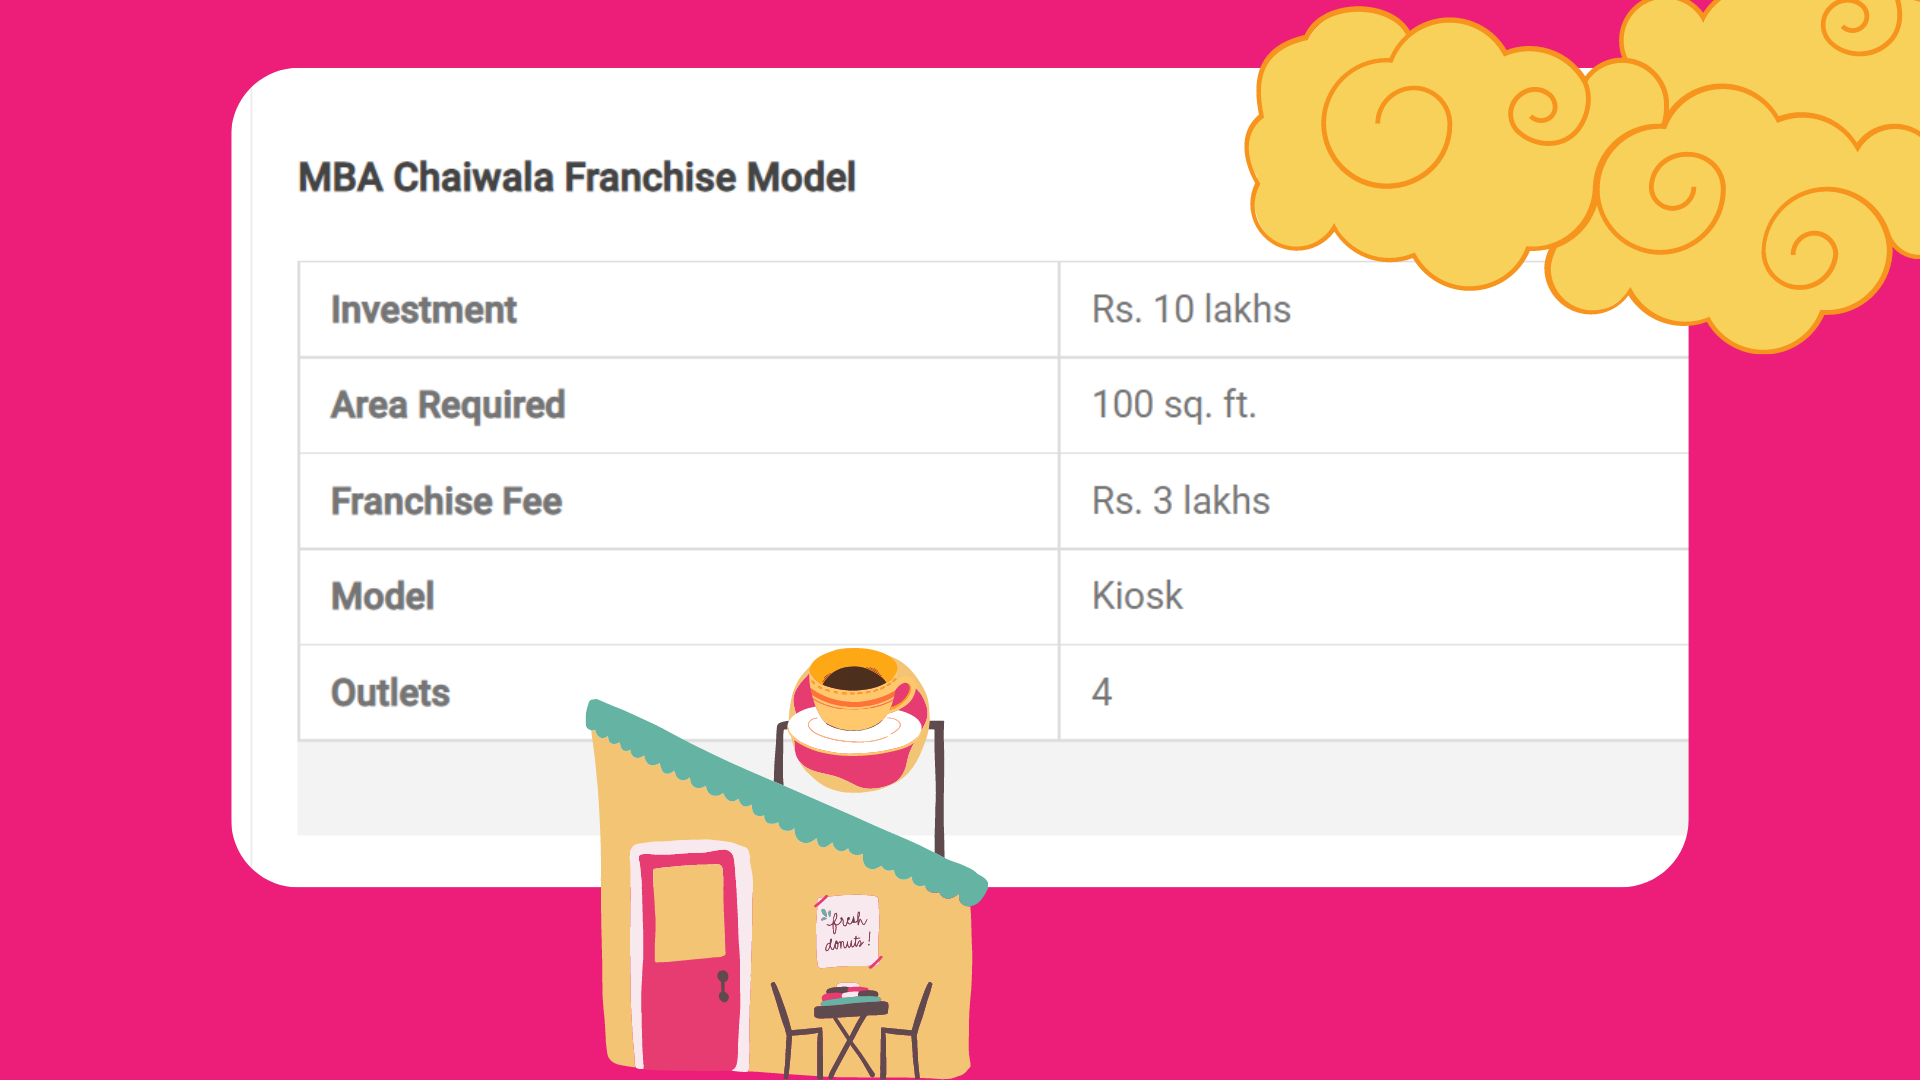 MBA Chaiwala Franchise Model
Investment Rs. 10 lakhs
Area Required 100 sq. ft.
Franchise Fee Rs. 3 lakhs
Model Kiosk
Outlets 4
fresh
donuts!